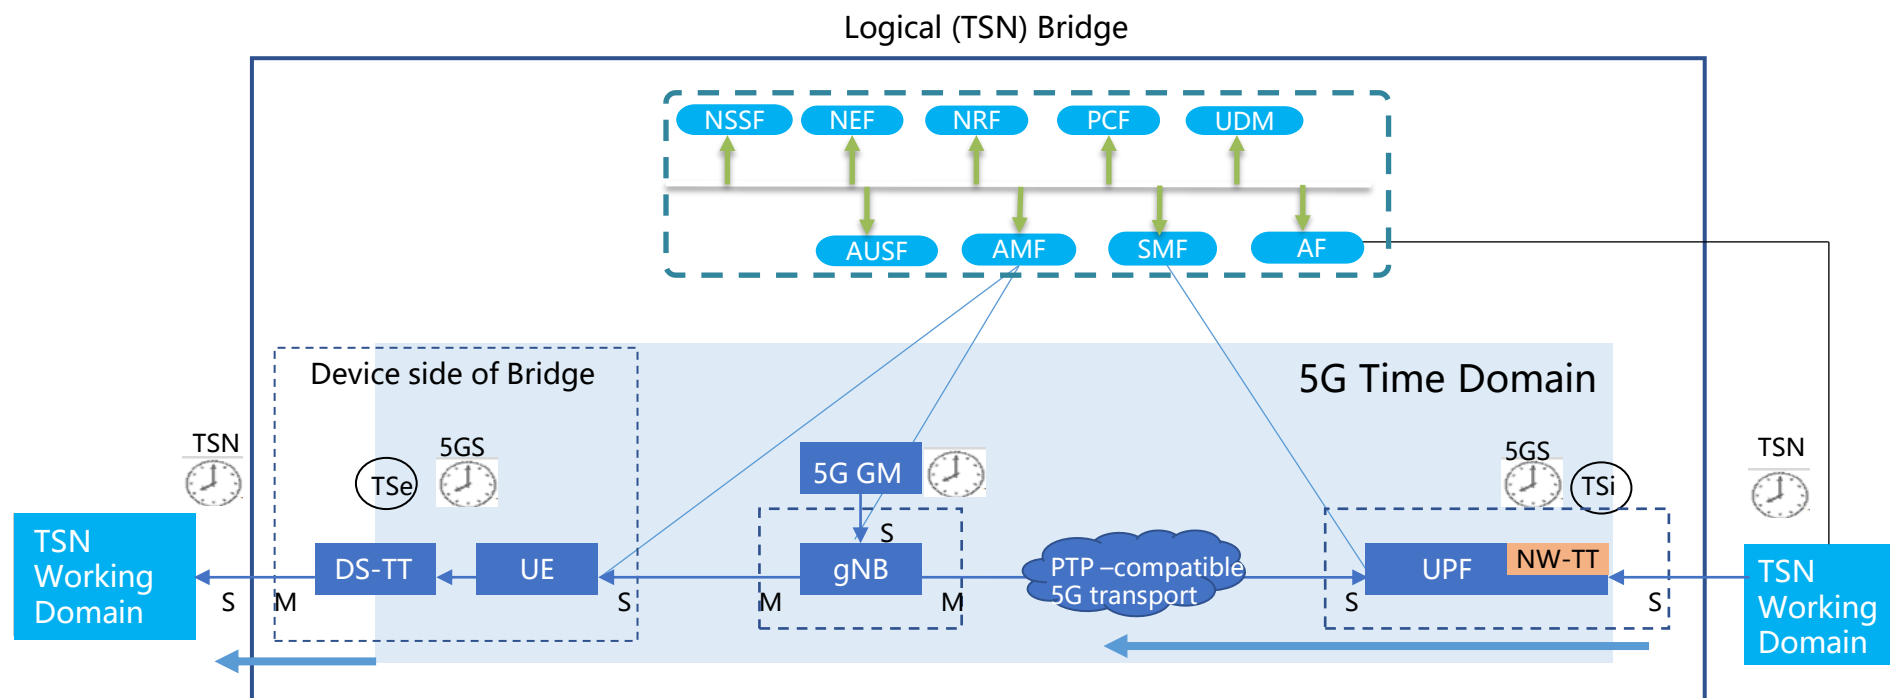 Logical (TSN) Bridge
NSSF
NEF
NRF
PCF
UDM
AUSF
AMF
SMF
AF
Device side of Bridge
5G Time Domain
TSN
TSe
5GS
5G GM
5GS
TSi
TSN
S
TSN
Working
Domain
DS-TT
UE
gNB
PTP –compatible
5G transport
UPF
NW-TT
TSN
Working
Domain
S
M
S
M
M
S
S